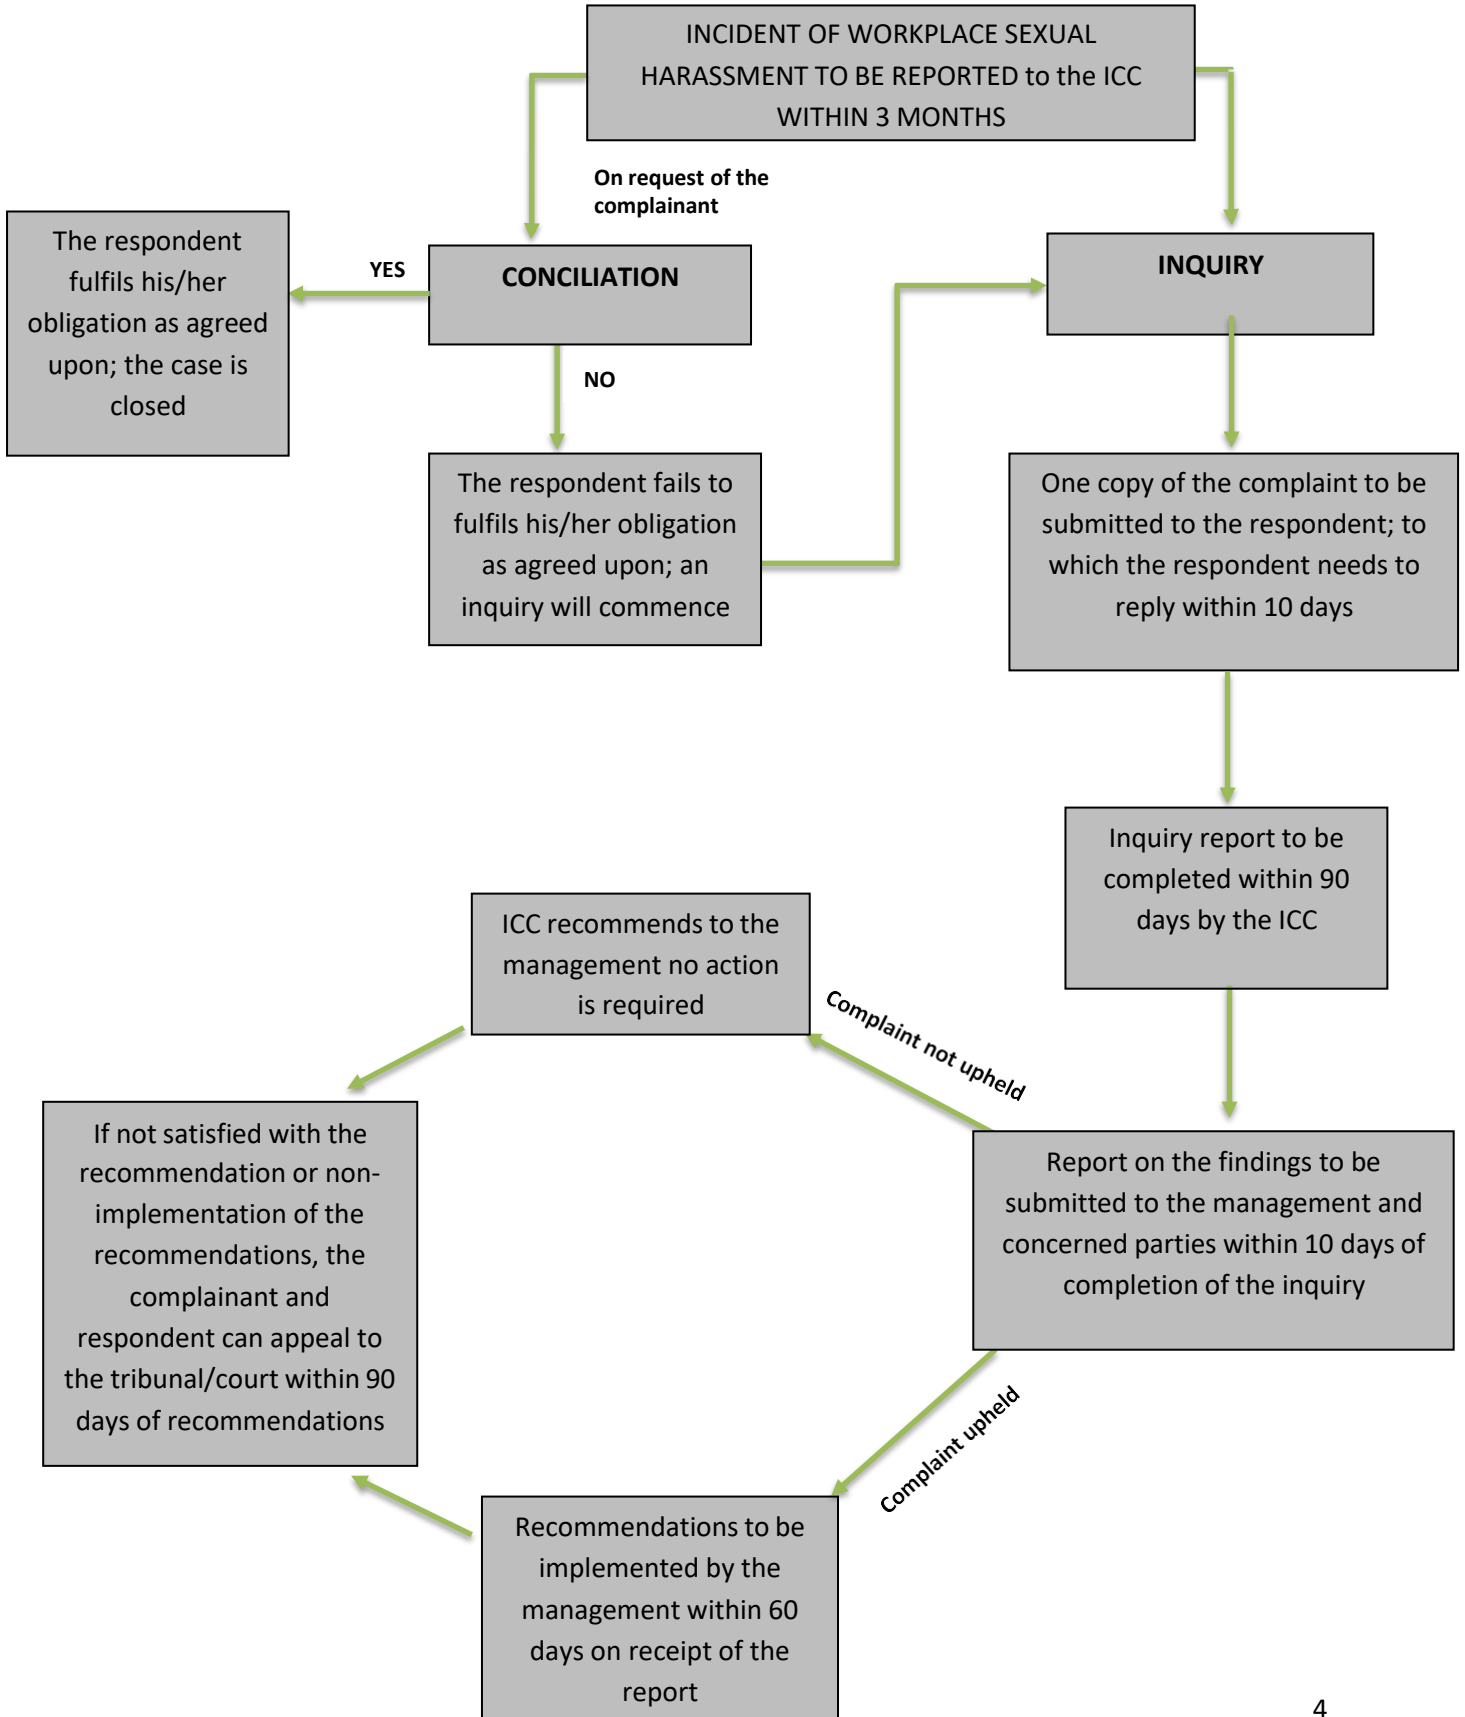 INCIDENT OF WORKPLACE SEXUAL
HARASSMENT TO BE REPORTED to the ICC
WITHIN 3 MONTHS
On request of the
complainant
The respondent
fulfils his/her
obligation as agreed
upon; the case is
closed
YES
CONCILIATION
INQUIRY
NO
The respondent fails to
fulfils his/her obligation
as agreed upon; an
inquiry will commence
One copy of the complaint to be
submitted to the respondent; to
which the respondent needs to
reply within 10 days
Inquiry report to be
completed within 90
days by the ICC
ICC recommends to the
management no action
is required
Complaint not upheld
If not satisfied with the
recommendation or non-
implementation of the
recommendations, the
complainant and
respondent can appeal to
the tribunal/court within 90
days of recommendations
Report on the findings to be
submitted to the management and
concerned parties within 10 days of
completion of the inquiry
Complaint upheld
Recommendations to be
implemented by the
management within 60
days on receipt of the
report
4